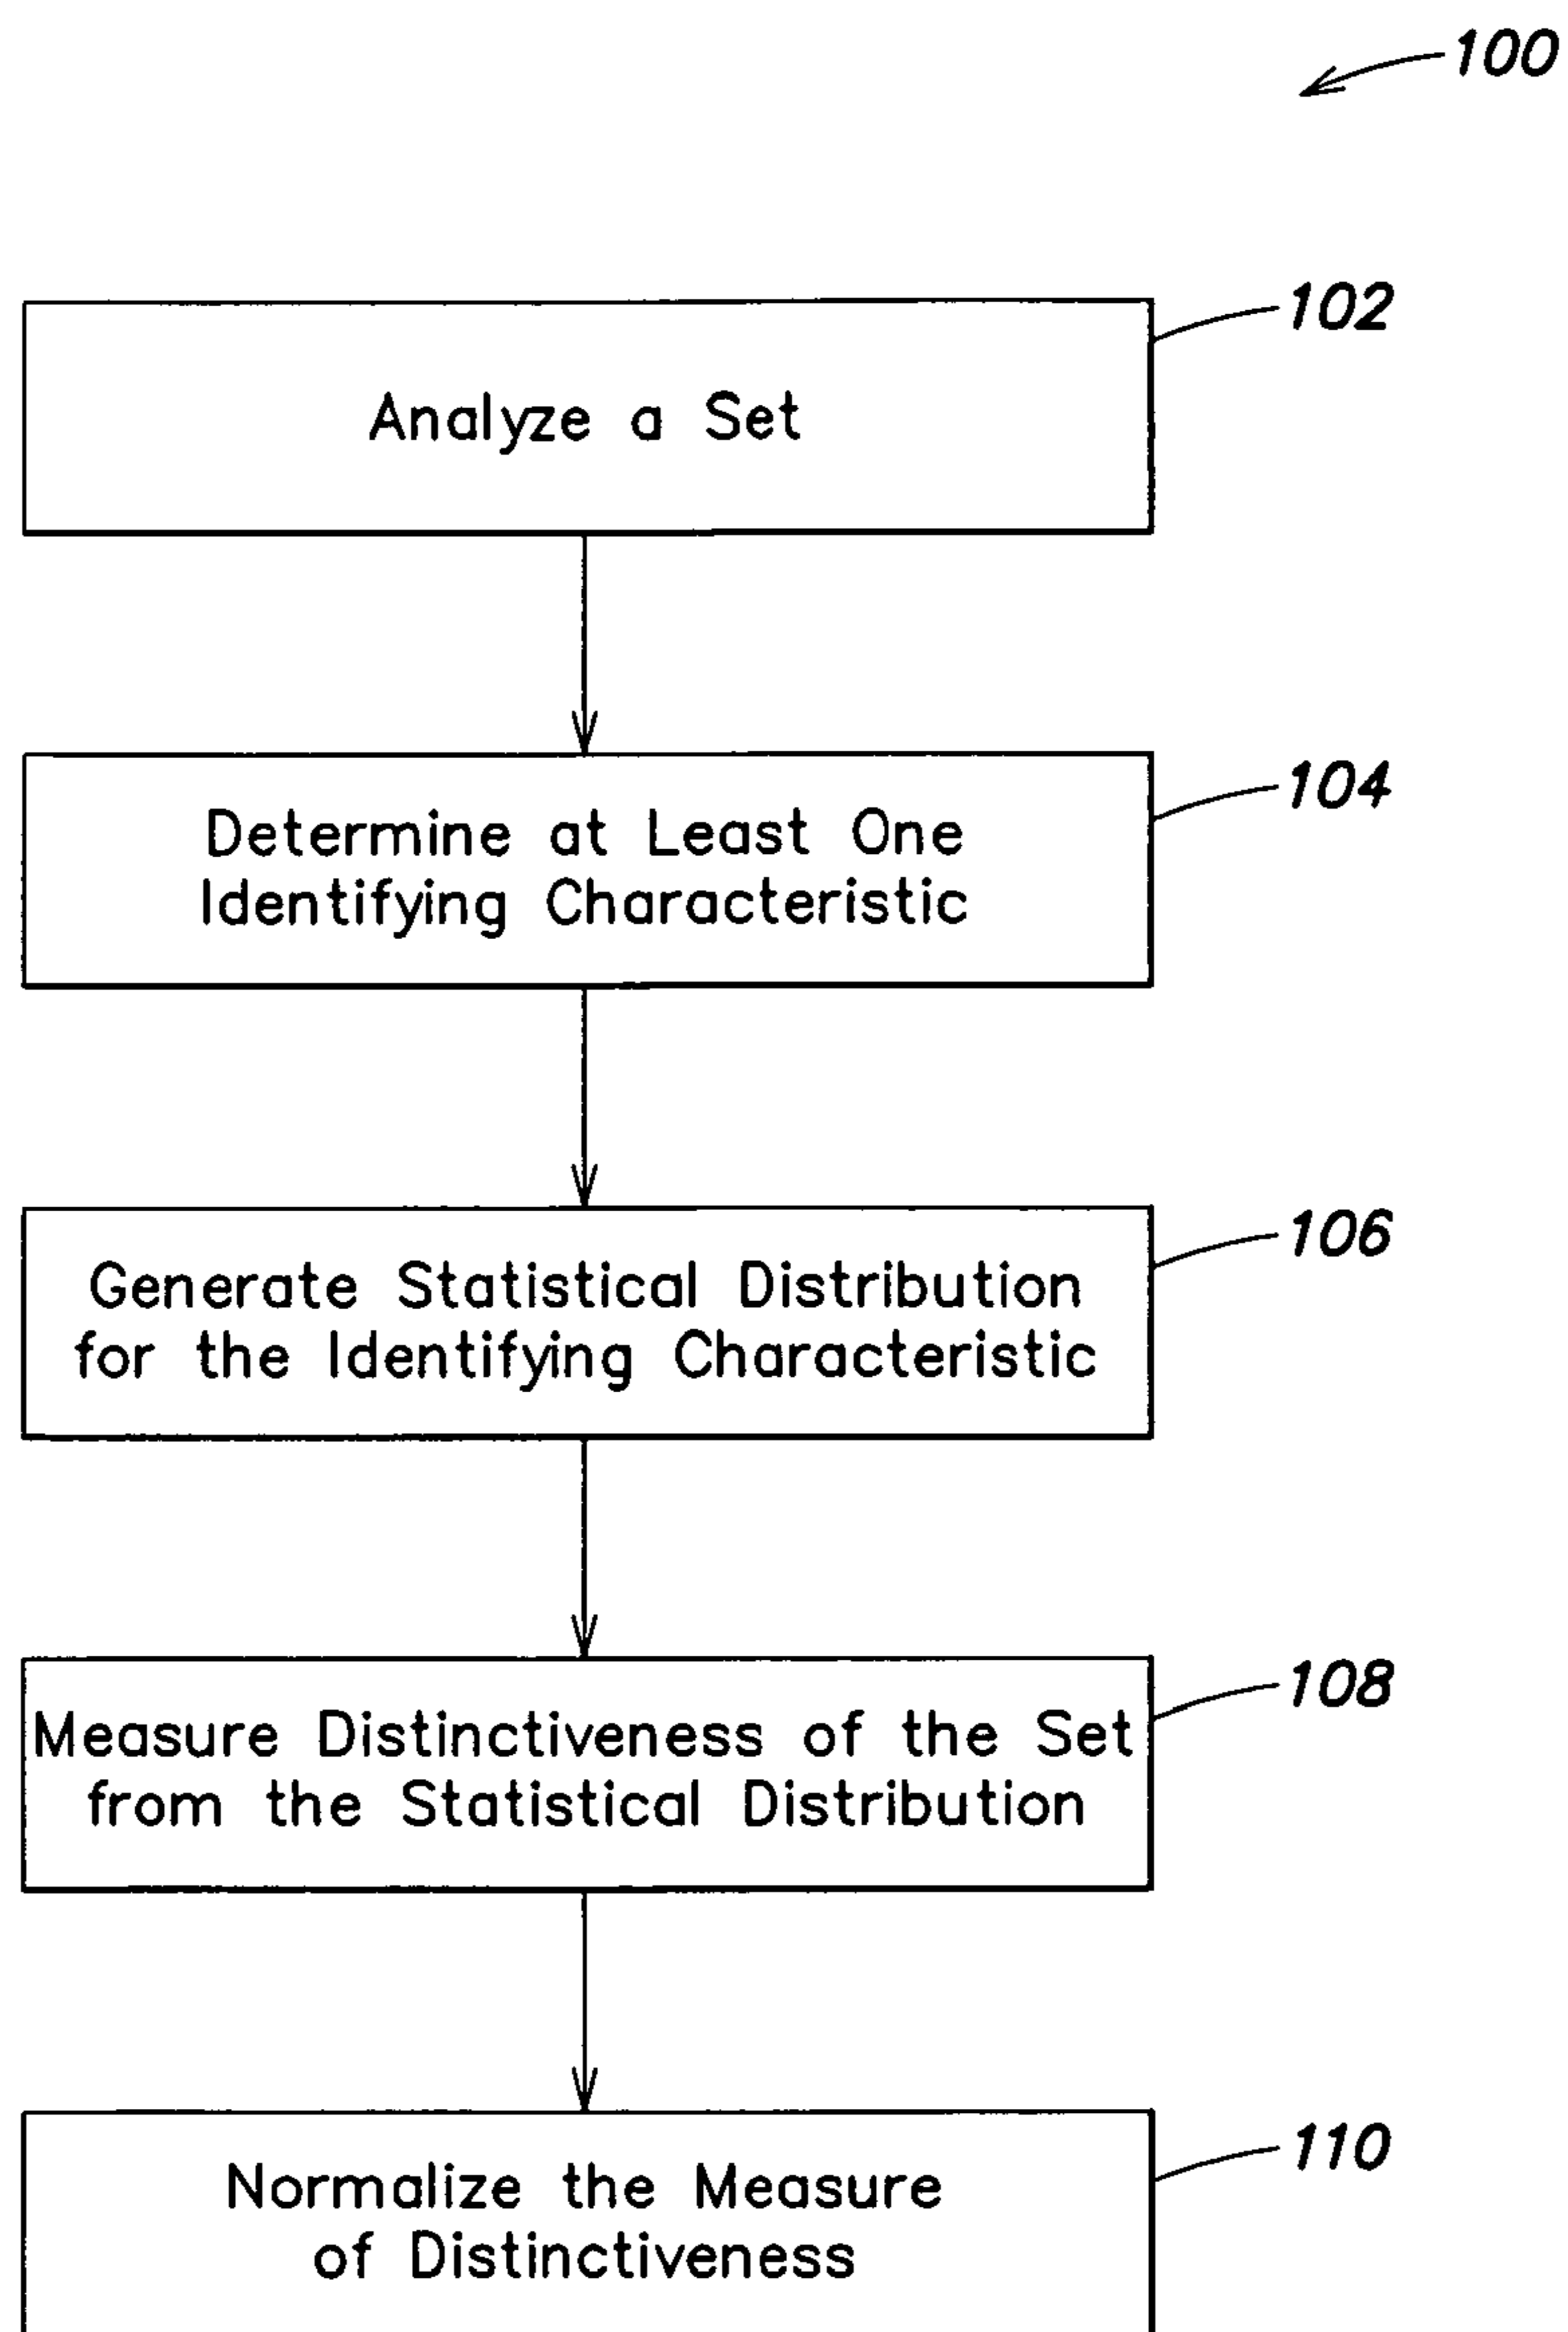 100
102
Analyze a Set
104
Determine at Least One
Identifying Characteristic
106
Generate Statistical Distribution
for the Identifying Characteristic
108
Measure Distinctiveness of the Set
from the Statistical Distribution
110
Normalize the Measure
of Distinctiveness